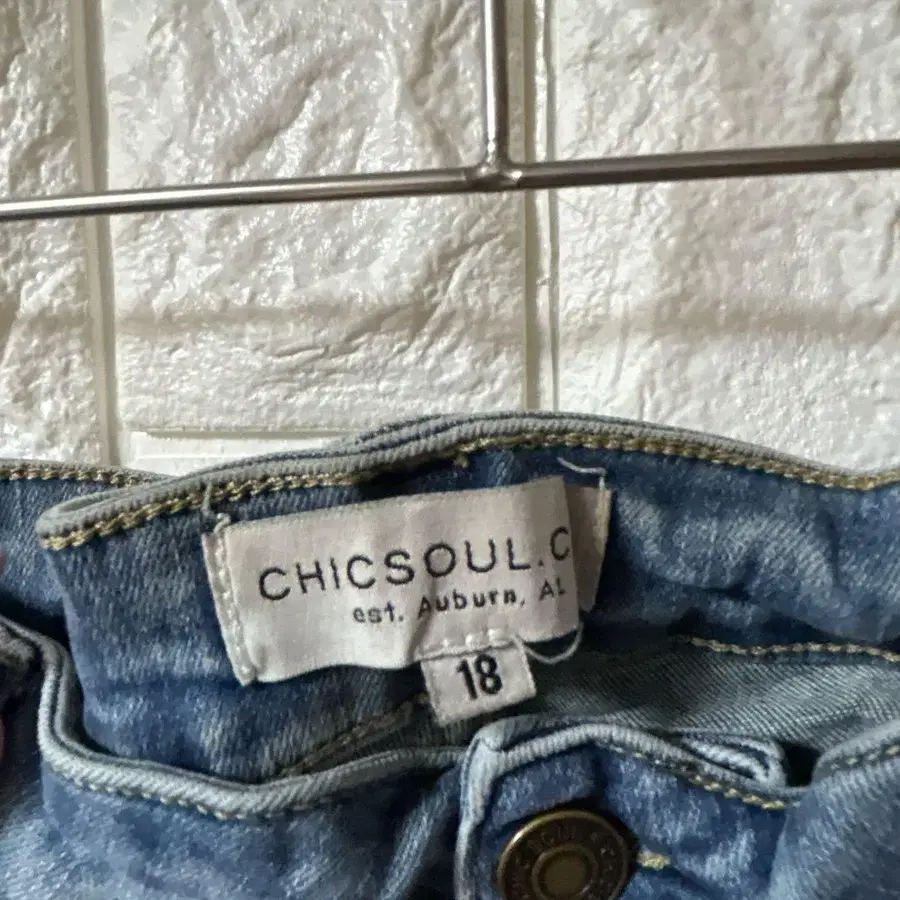 CHICSOUL.C
est. Auburn, AL
18